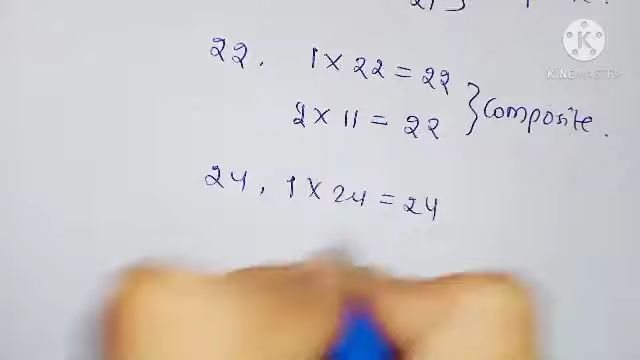 22. 1 × 22 = 22
2 × 11 = 22 } Composite.
24, 1 × 24 = 24
KINEMASTER